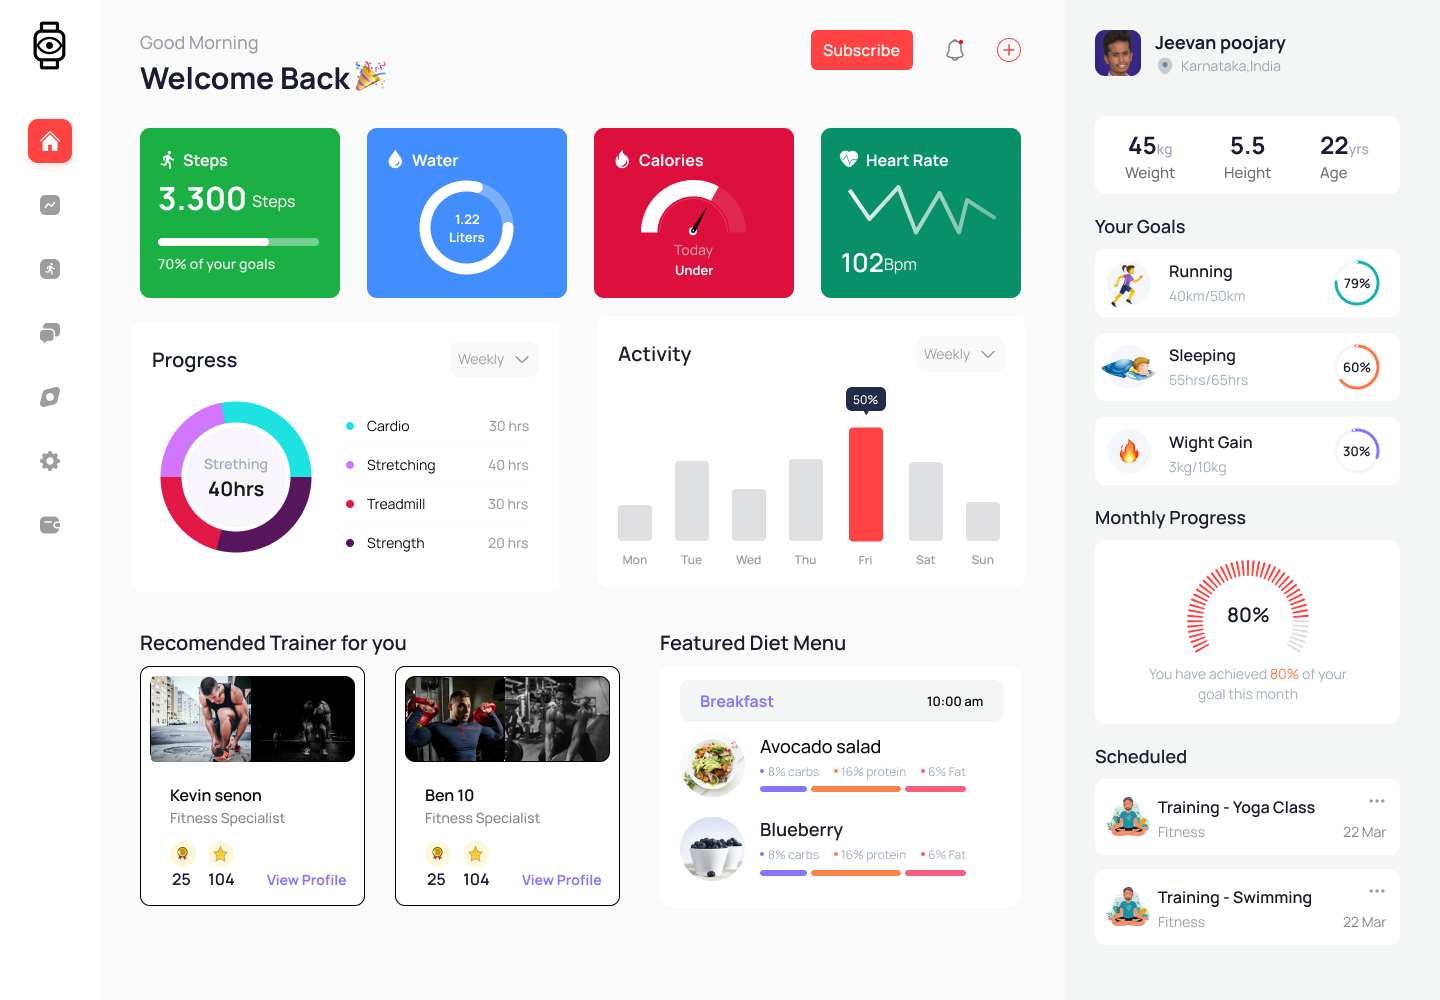 Good Morning
Welcome Back
Subscribe
Steps
3.300 Steps
70% of your goals
Water
1.22
Liters
Calories
Today
Under
Heart Rate
102Bpm
Progress
Weekly
Strething
40hrs
Cardio 30 hrs
Stretching 40 hrs
Treadmill 30 hrs
Strength 20 hrs
Activity
Weekly
50%
Mon Tue Wed Thu Fri Sat Sun
Recomended Trainer for you
Kevin senon
Fitness Specialist
25 104 View Profile
Ben 10
Fitness Specialist
25 104 View Profile
Featured Diet Menu
Breakfast 10:00 am
Avocado salad
8% carbs 16% protein 6% Fat
Blueberry
8% carbs 16% protein 6% Fat
Jeevan poojary
Karnataka,India
45kg 5.5 22yrs
Weight Height Age
Your Goals
Running
40km/50km
79%
Sleeping
55hrs/65hrs
60%
Wight Gain
3kg/10kg
30%
Monthly Progress
80%
You have achieved 80% of your
goal this month
Scheduled
Training - Yoga Class
Fitness 22 Mar
Training - Swimming
Fitness 22 Mar